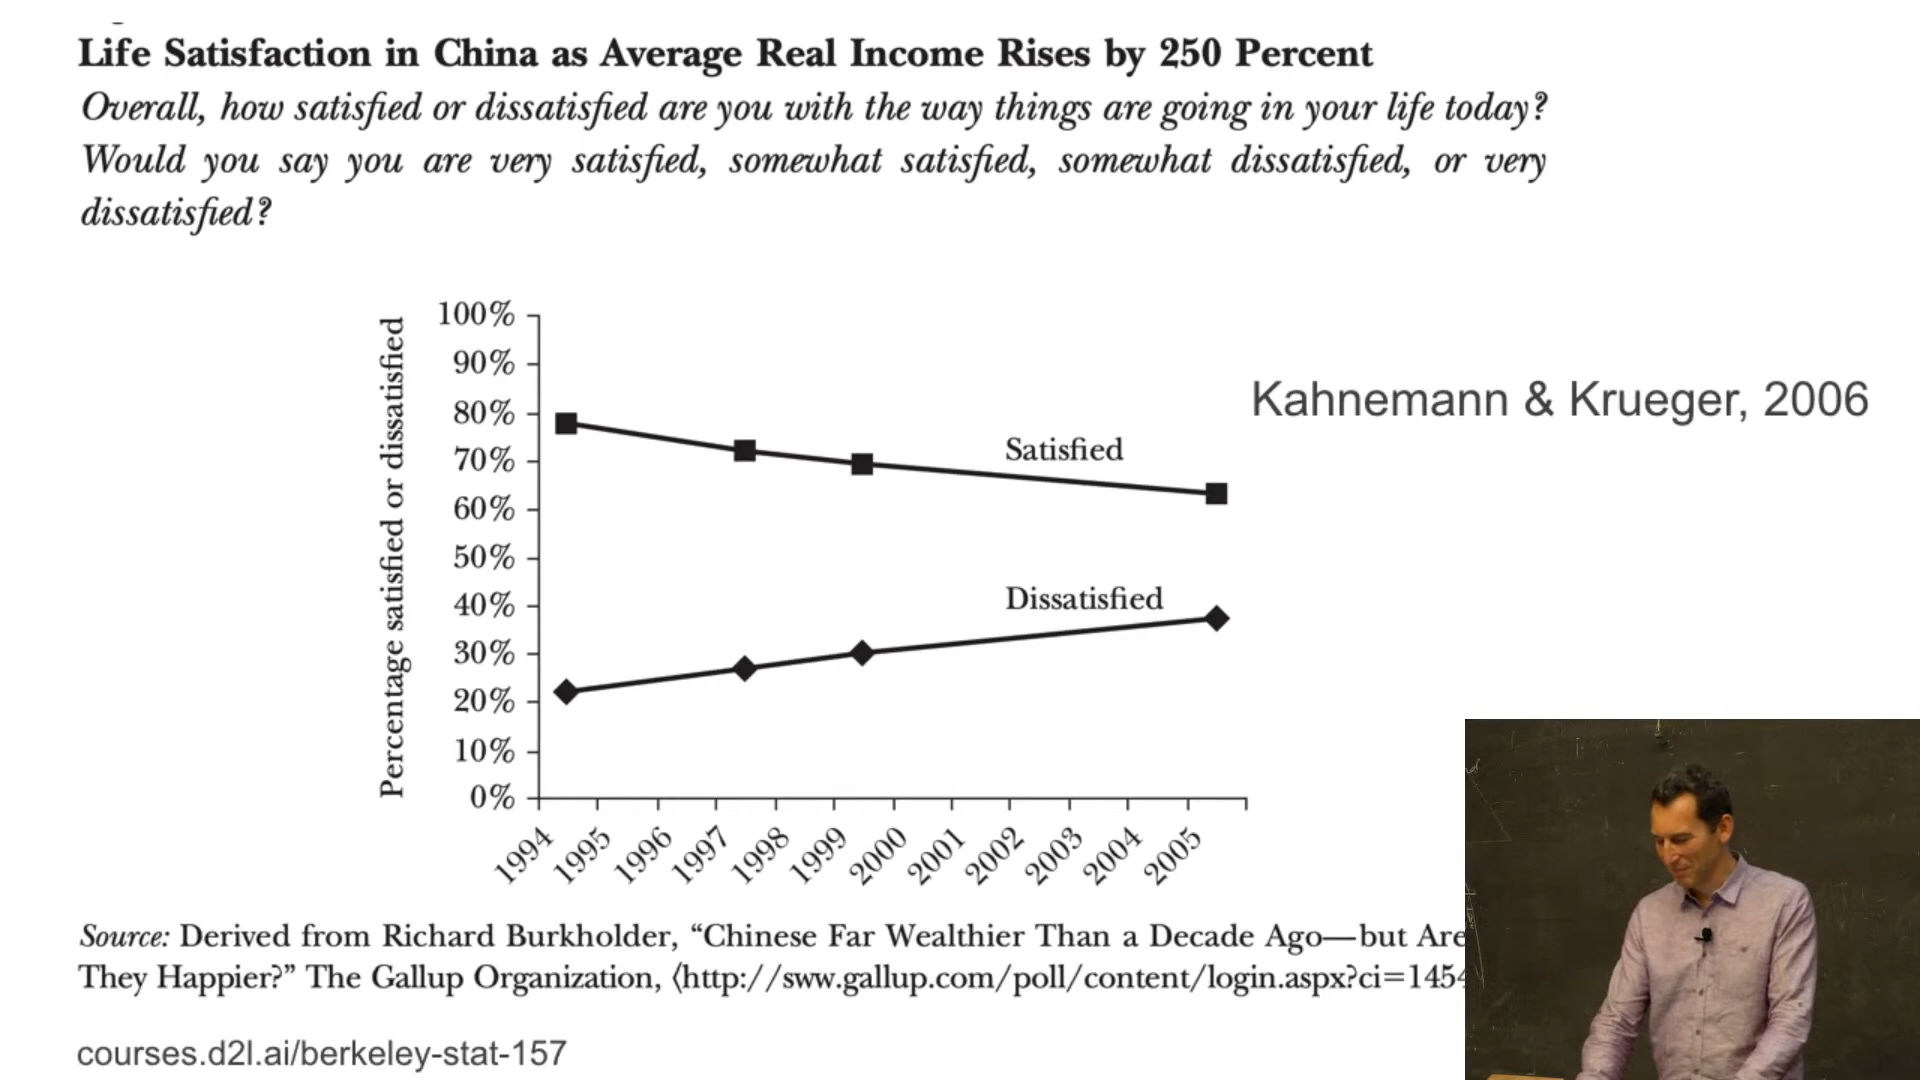 Life Satisfaction in China as Average Real Income Rises by 250 Percent
Overall, how satisfied or dissatisfied are you with the way things are going in your life today?
Would you say you are very satisfied, somewhat satisfied, somewhat dissatisfied, or very
dissatisfied?
Percentage satisfied or dissatisfied
100%
90%
80%
70%
60%
50%
40%
30%
20%
10%
0%
Satisfied
Dissatisfied
Kahnemann & Krueger, 2006
1994
1995
1996
1997
1998
1999
2000
2001
2002
2003
2004
2005
Source: Derived from Richard Burkholder, “Chinese Far Wealthier Than a Decade Ago—but Are
They Happier?” The Gallup Organization, ⟨http://sww.gallup.com/poll/content/login.aspx?ci=1454
courses.d2l.ai/berkeley-stat-157